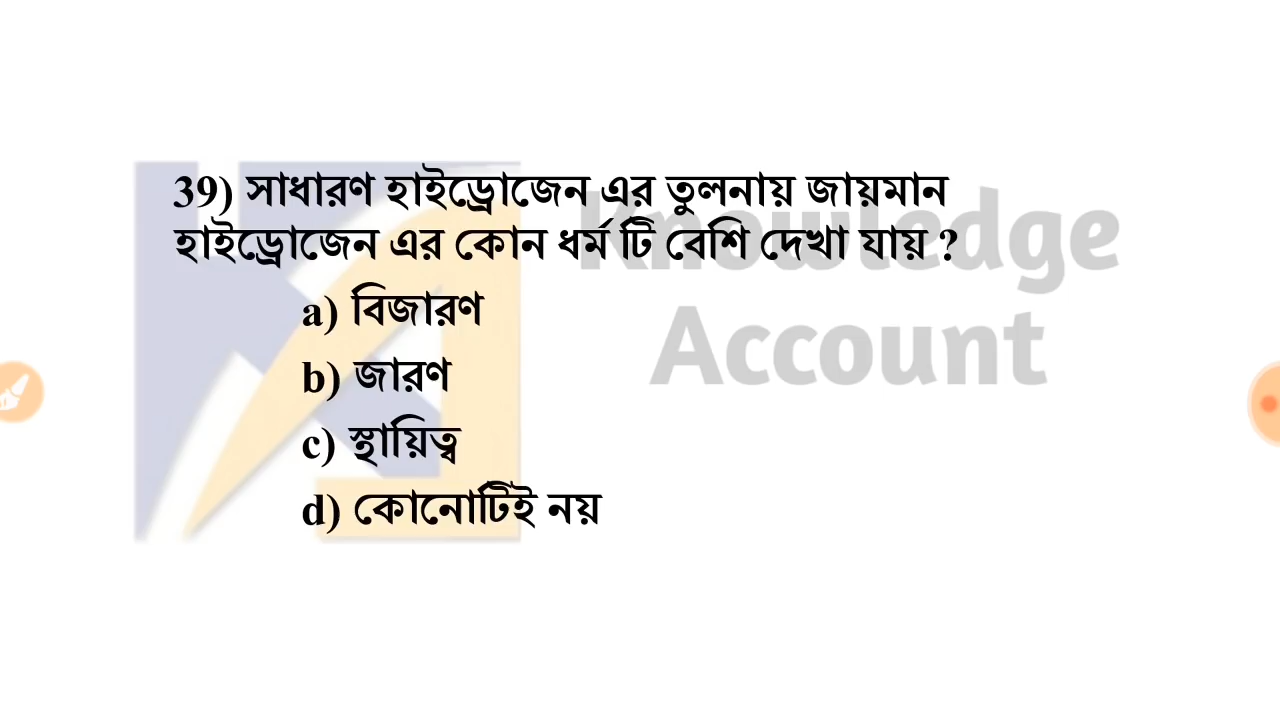 39) সাধারণ হাইড্রোজেন এর তুলনায় জায়মান
হাইড্রোজেন এর কোন ধর্ম টি বেশি দেখা যায় ?
a) বিজারণ
b) জারণ
c) স্থায়িত্ব
d) কোনোটিই নয়
Knowledge
Account